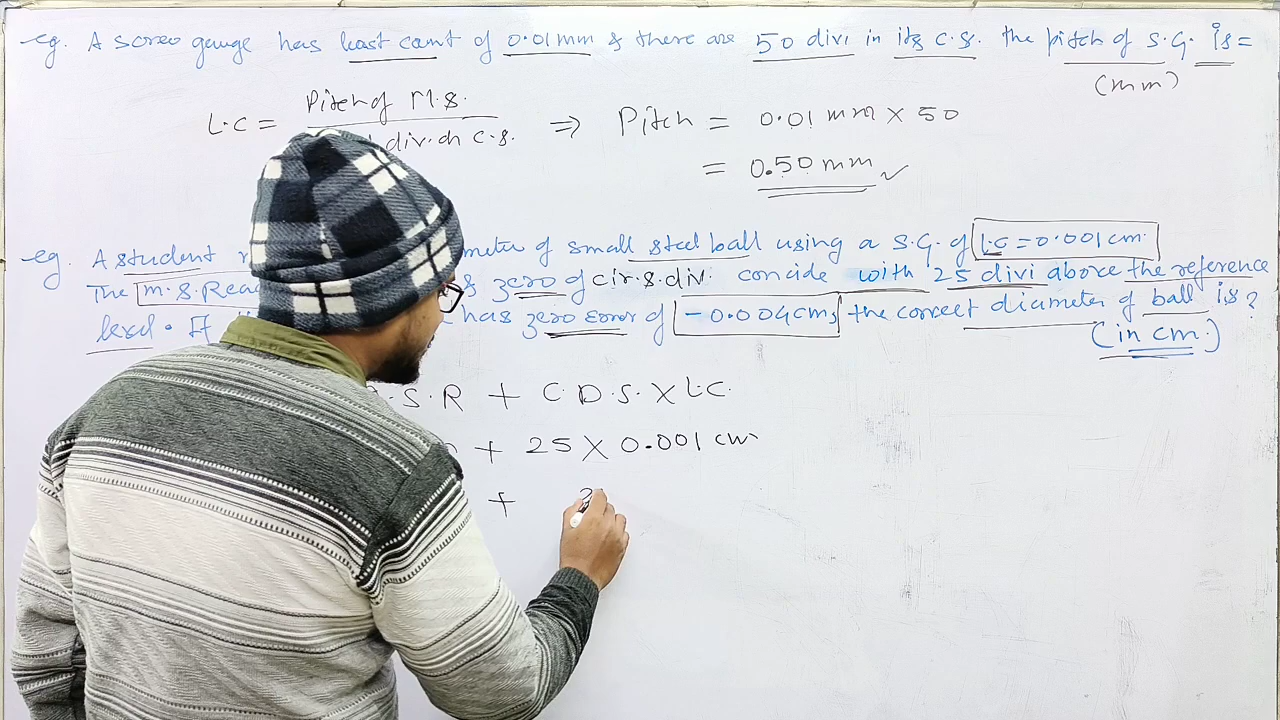 eg. A screw gauge has least count of 0.01mm & there are 50 divi in its C.S. the pitch of S.G. is =
(mm)
L.C = Pitch of M.S. / div. on C.S. ⇒ Pitch = 0.01 mm X 50
= 0.50 mm ✓
eg. A student meter of small steel ball using a S.G. of L.C = 0.001 cm.
The M.S. Rea & zero of cir.s.div. concide with 25 divi above the reference
level. If has zero error of -0.004 cm, the correct diameter of ball is?
(in cm)
.S.R + C.D.S. X L.C.
+ 25 X 0.001 cm
+